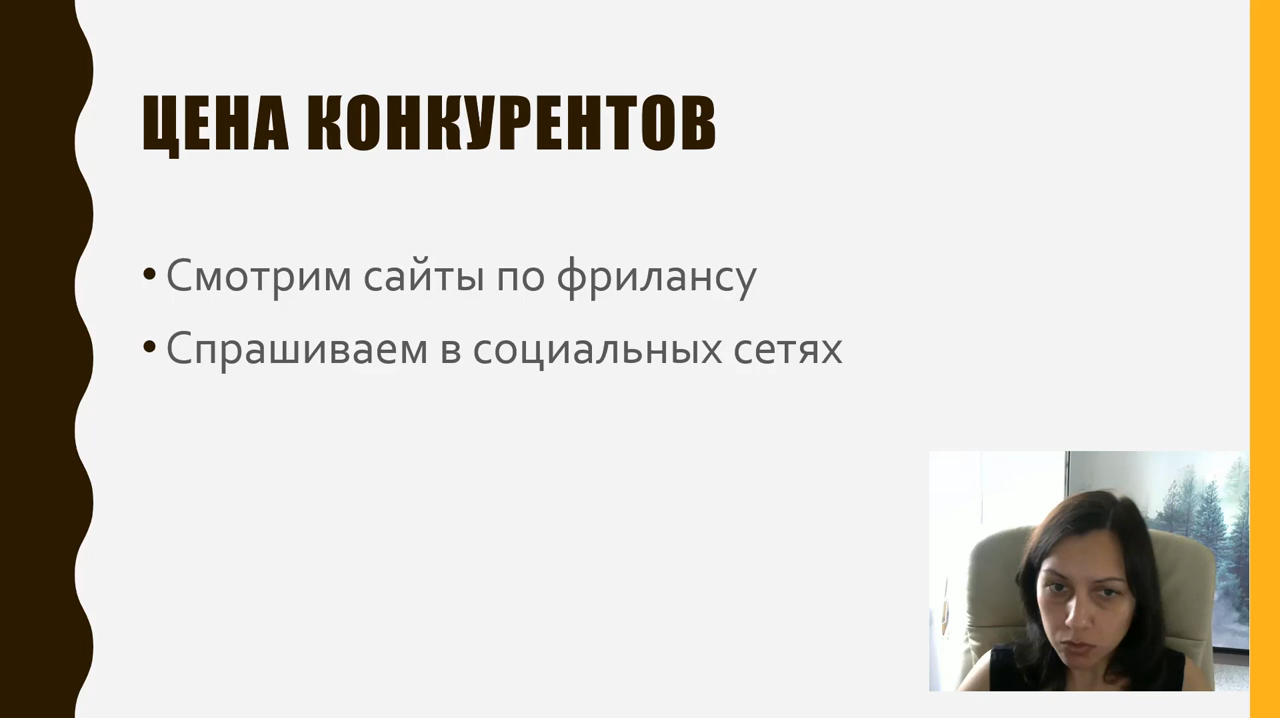 ЦЕНА КОНКУРЕНТОВ
• Смотрим сайты по фрилансу
• Спрашиваем в социальных сетях